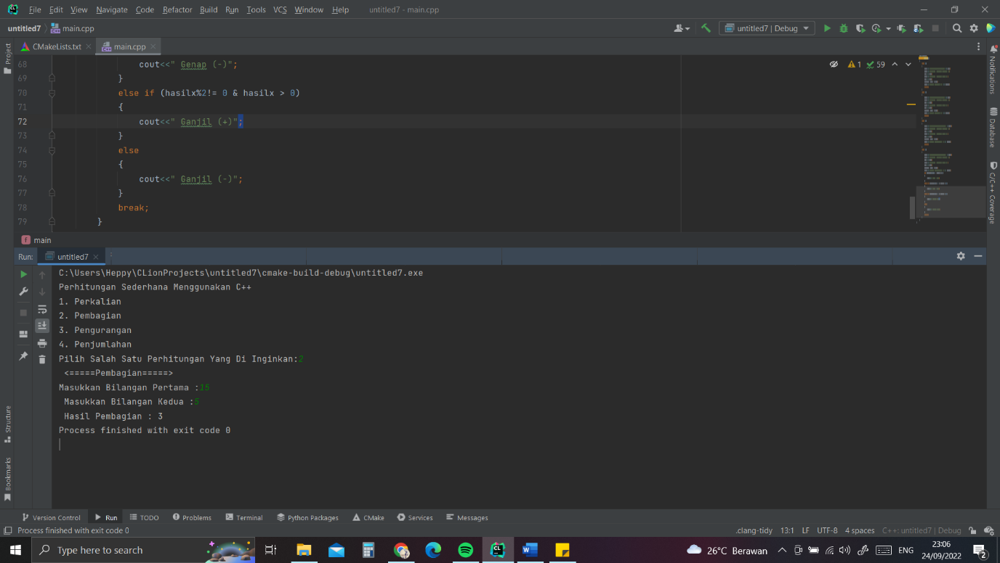 File Edit View Navigate Code Refactor Build Run Tools VCS Window Help untitled7 - main.cpp
untitled7 main.cpp untitled7 | Debug
Project
CMakeLists.txt main.cpp
68 cout<<" Genap (-)"; 1 59
69 }
70 else if (hasilx%2!= 0 & hasilx > 0)
71 {
72 cout<<" Ganjil (+)";
73 }
74 else
75 {
76 cout<<" Ganjil (-)";
77 }
78 break;
79 }
Notifications
Database
C/C++ Coverage
f main
Run: untitled7
C:\Users\Heppy\CLionProjects\untitled7\cmake-build-debug\untitled7.exe
Perhitungan Sederhana Menggunakan C++
1. Perkalian
2. Pembagian
3. Pengurangan
4. Penjumlahan
Pilih Salah Satu Perhitungan Yang Di Inginkan:2
<=====Pembagian=====>
Masukkan Bilangan Pertama :15
Masukkan Bilangan Kedua :5
Hasil Pembagian : 3
Process finished with exit code 0
Structure
Bookmarks
Version Control Run TODO Problems Terminal Python Packages CMake Services Messages
Process finished with exit code 0 .clang-tidy 13:1 LF UTF-8 4 spaces C++: untitled7 | Debug
Type here to search 26°C Berawan ENG 23:06
24/09/2022 2